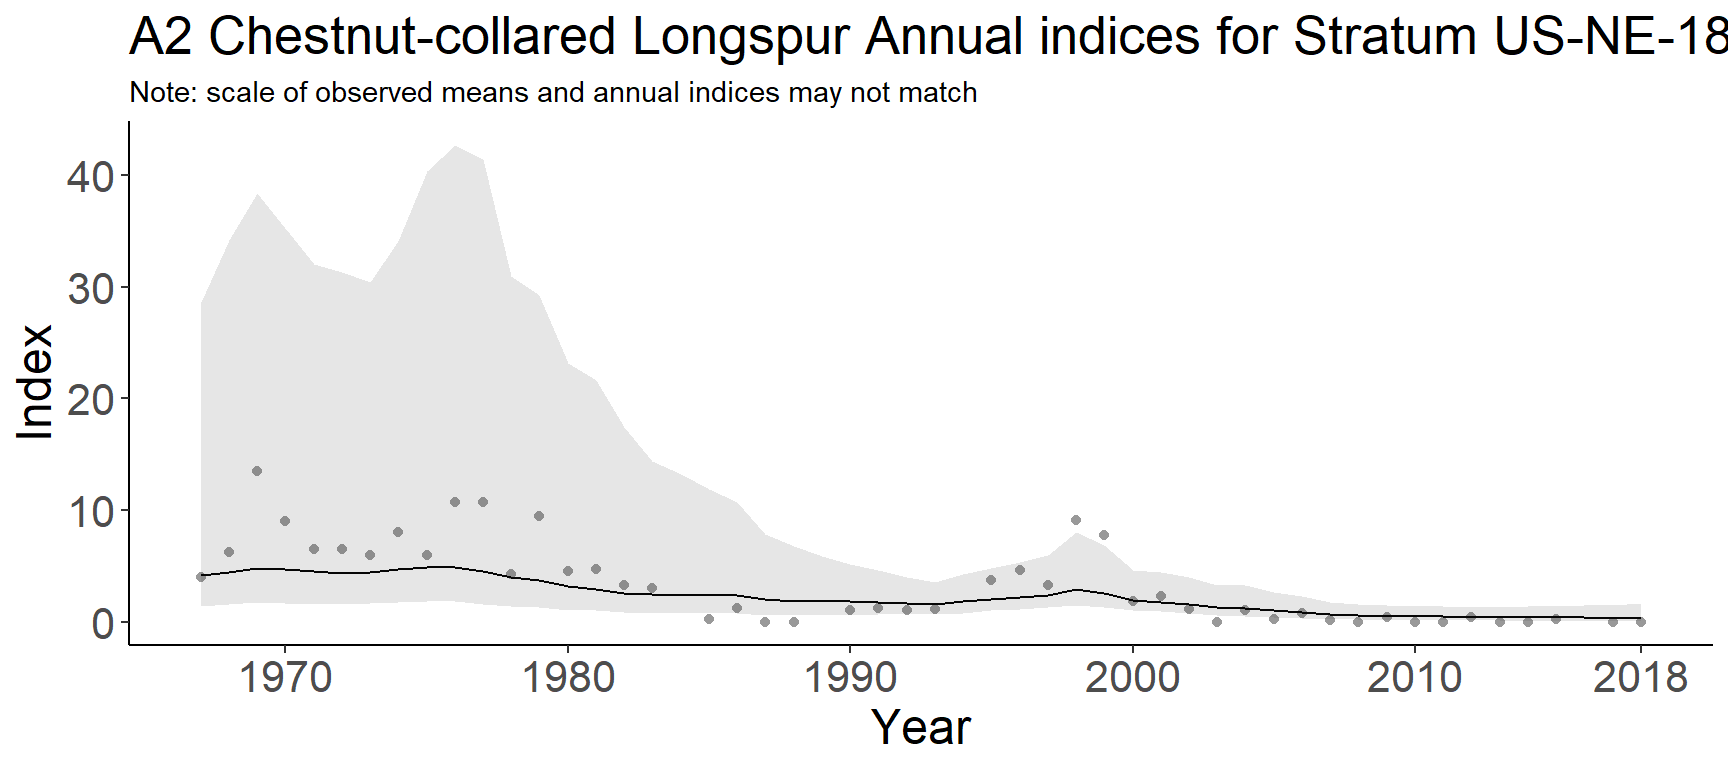 A2 Chestnut-collared Longspur Annual indices for Stratum US-NE-18
Note: scale of observed means and annual indices may not match
40
30
20
10
0
Index
1970 1980 1990 2000 2010 2018
Year